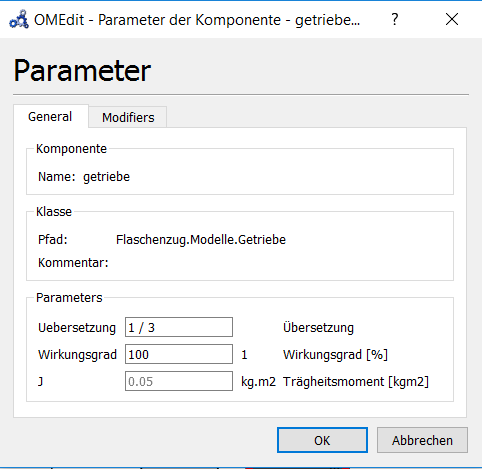 OMEdit - Parameter der Komponente - getriebe... ?
Parameter
General Modifiers
Komponente
Name: getriebe
Klasse
Pfad: Flaschenzug.Modelle.Getriebe
Kommentar:
Parameters
Uebersetzung 1 / 3 Übersetzung
Wirkungsgrad 100 1 Wirkungsgrad [%]
J 0.05 kg.m2 Trägheitsmoment [kgm2]
OK Abbrechen